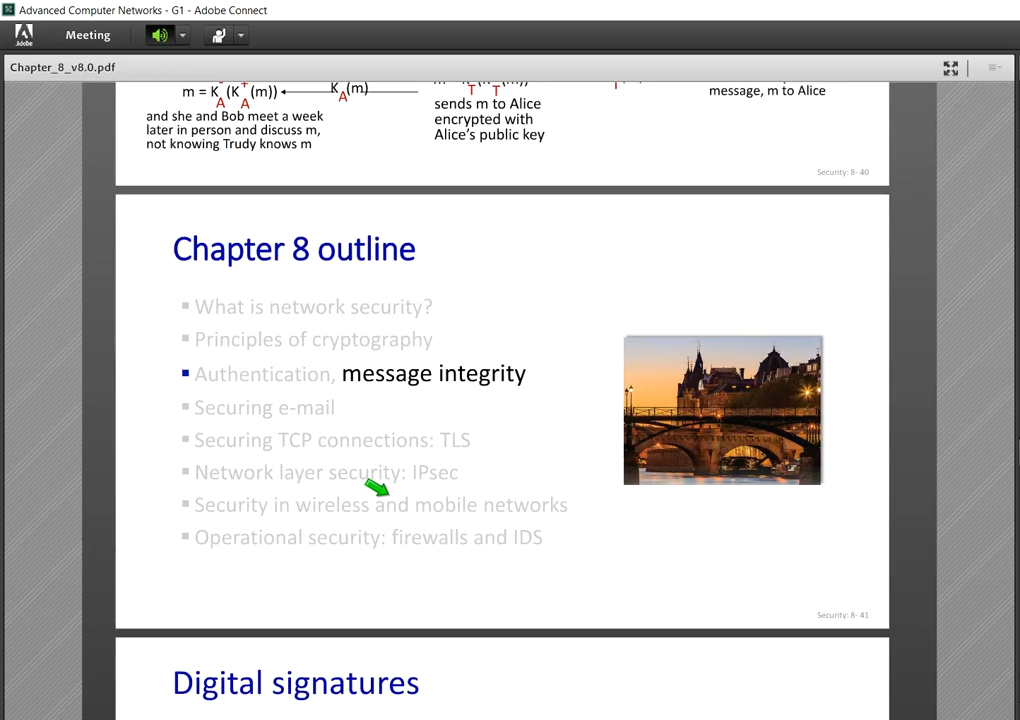 Advanced Computer Networks - G1 - Adobe Connect
Adobe
Meeting
Chapter_8_v8.0.pdf
m = K (K (m))
A A
+
K (m)
A
T T
and she and Bob meet a week
later in person and discuss m,
not knowing Trudy knows m
sends m to Alice
encrypted with
Alice's public key
message, m to Alice
Security: 8- 40
Chapter 8 outline
▪ What is network security?
▪ Principles of cryptography
▪ Authentication, message integrity
▪ Securing e-mail
▪ Securing TCP connections: TLS
▪ Network layer security: IPsec
▪ Security in wireless and mobile networks
▪ Operational security: firewalls and IDS
Security: 8- 41
Digital signatures